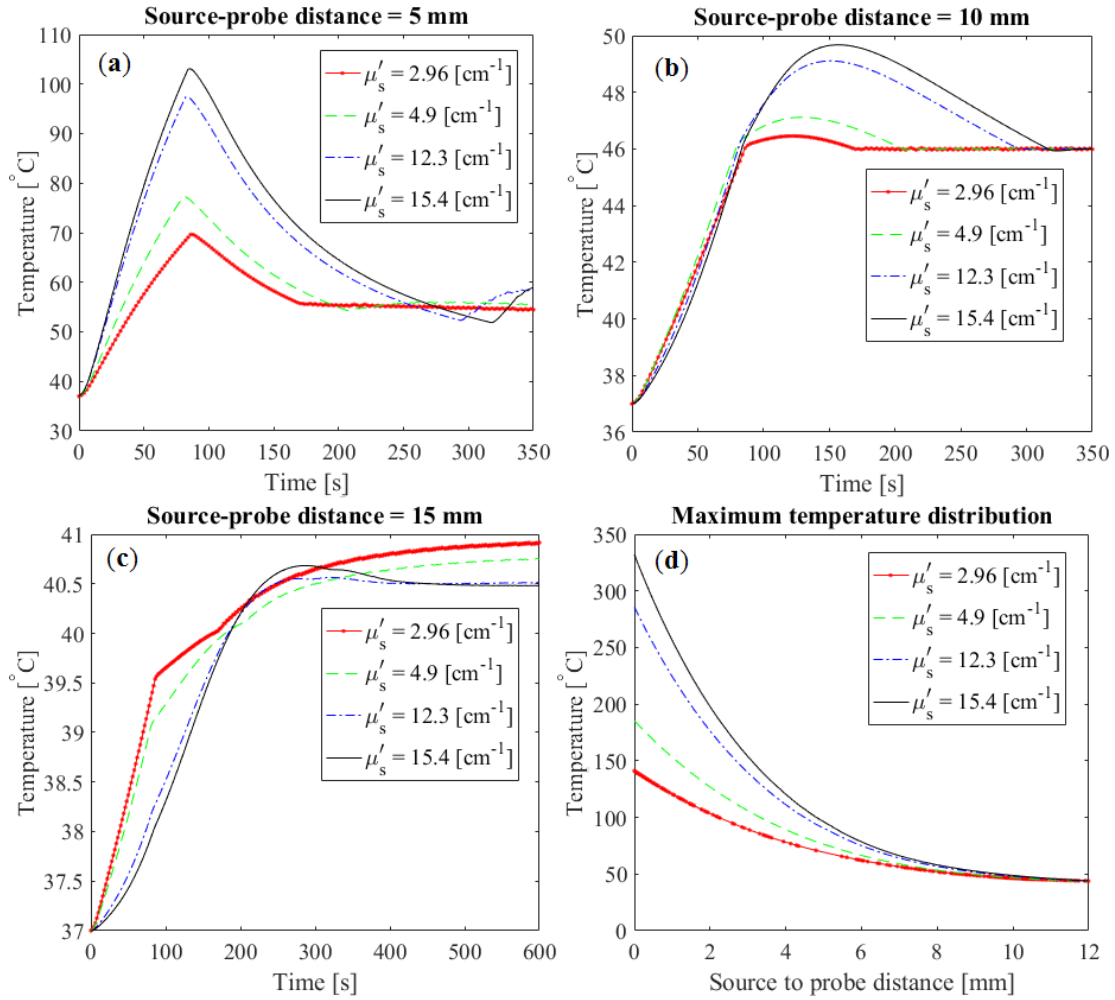 Source-probe distance = 5 mm
(a)
μ′s = 2.96 [cm-1]
μ′s = 4.9 [cm-1]
μ′s = 12.3 [cm-1]
μ′s = 15.4 [cm-1]
Temperature [°C]
110
100
90
80
70
60
50
40
30
0 50 100 150 200 250 300 350
Time [s]
Source-probe distance = 10 mm
(b)
μ′s = 2.96 [cm-1]
μ′s = 4.9 [cm-1]
μ′s = 12.3 [cm-1]
μ′s = 15.4 [cm-1]
Temperature [°C]
50
48
46
44
42
40
38
36
0 50 100 150 200 250 300 350
Time [s]
Source-probe distance = 15 mm
(c)
μ′s = 2.96 [cm-1]
μ′s = 4.9 [cm-1]
μ′s = 12.3 [cm-1]
μ′s = 15.4 [cm-1]
Temperature [°C]
41
40.5
40
39.5
39
38.5
38
37.5
37
0 100 200 300 400 500 600
Time [s]
Maximum temperature distribution
(d)
μ′s = 2.96 [cm-1]
μ′s = 4.9 [cm-1]
μ′s = 12.3 [cm-1]
μ′s = 15.4 [cm-1]
Temperature [°C]
350
300
250
200
150
100
50
0
0 2 4 6 8 10 12
Source to probe distance [mm]